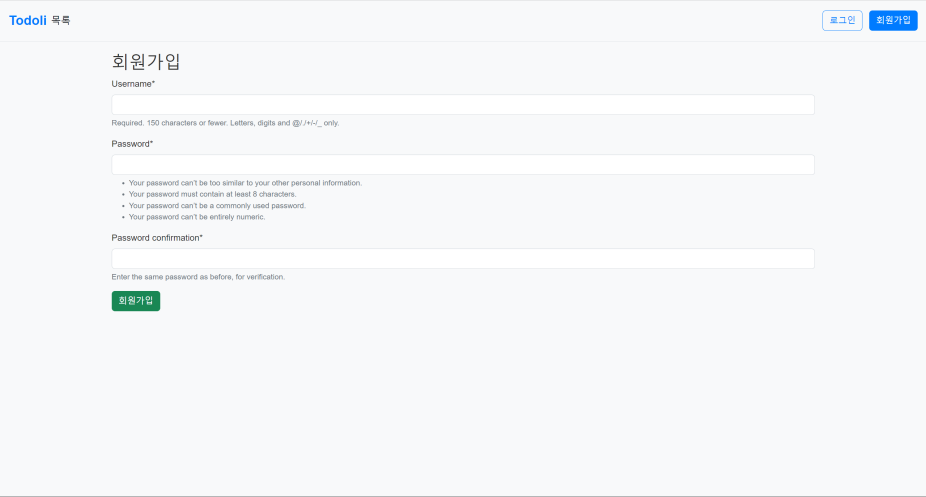 Todoli 목록 로그인 회원가입
회원가입
Username*
Required. 150 characters or fewer. Letters, digits and @/./+/-/_ only.
Password*
• Your password can't be too similar to your other personal information.
• Your password must contain at least 8 characters.
• Your password can't be a commonly used password.
• Your password can't be entirely numeric.
Password confirmation*
Enter the same password as before, for verification.
회원가입